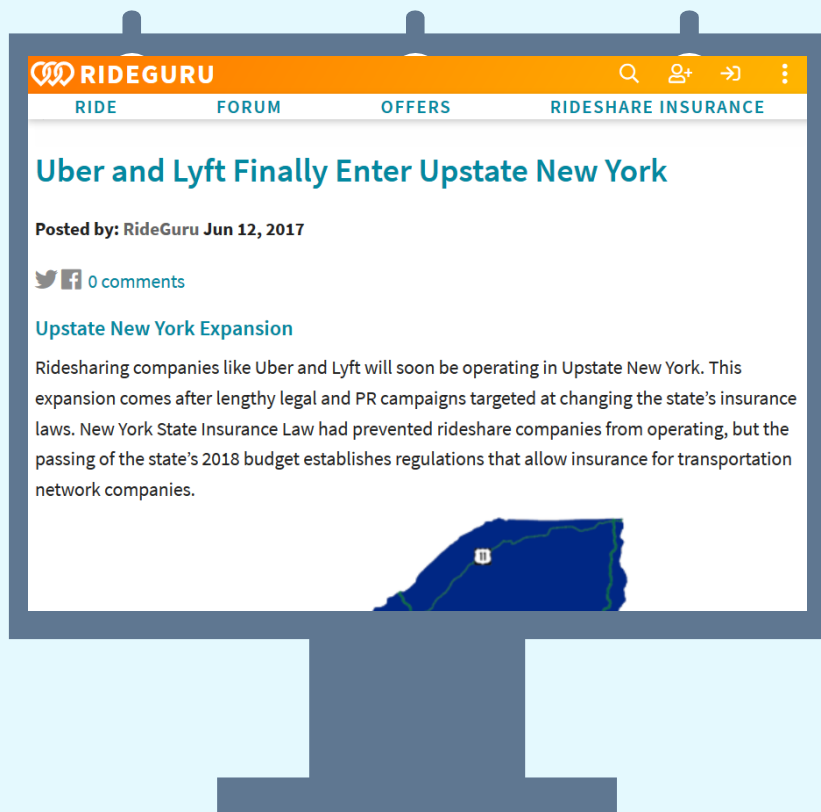 RIDEGURU
RIDE FORUM OFFERS RIDESHARE INSURANCE
Uber and Lyft Finally Enter Upstate New York
Posted by: RideGuru Jun 12, 2017
0 comments
Upstate New York Expansion
Ridesharing companies like Uber and Lyft will soon be operating in Upstate New York. This
expansion comes after lengthy legal and PR campaigns targeted at changing the state’s insurance
laws. New York State Insurance Law had prevented rideshare companies from operating, but the
passing of the state’s 2018 budget establishes regulations that allow insurance for transportation
network companies.
11